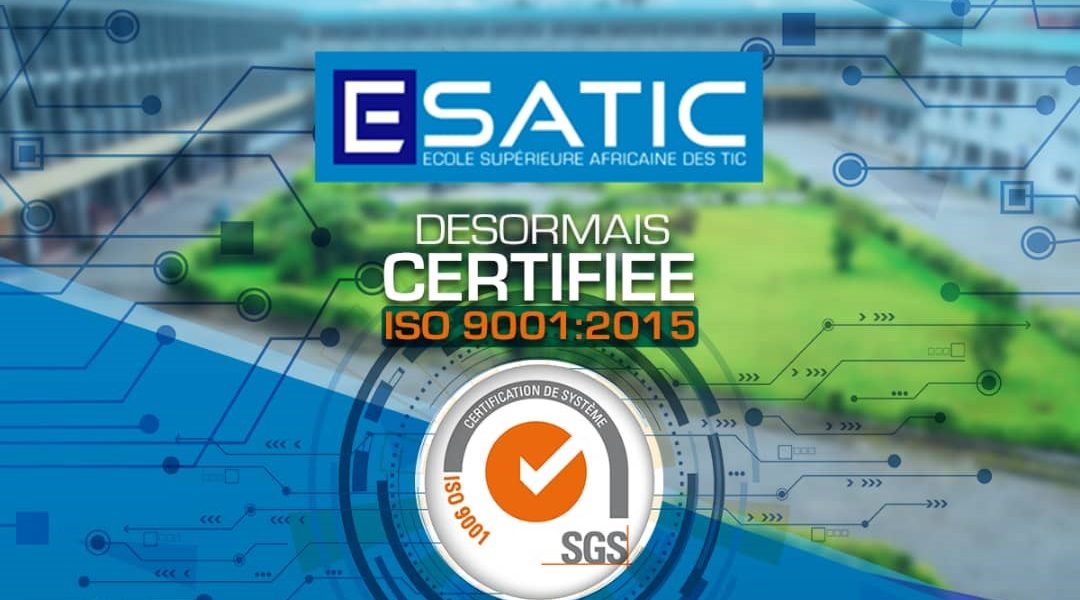 ESATIC
ECOLE SUPÉRIEURE AFRICAINE DES TIC
DESORMAIS
CERTIFIEE
ISO 9001:2015
CERTIFICATION DE SYSTÈME
ISO 9001
SGS